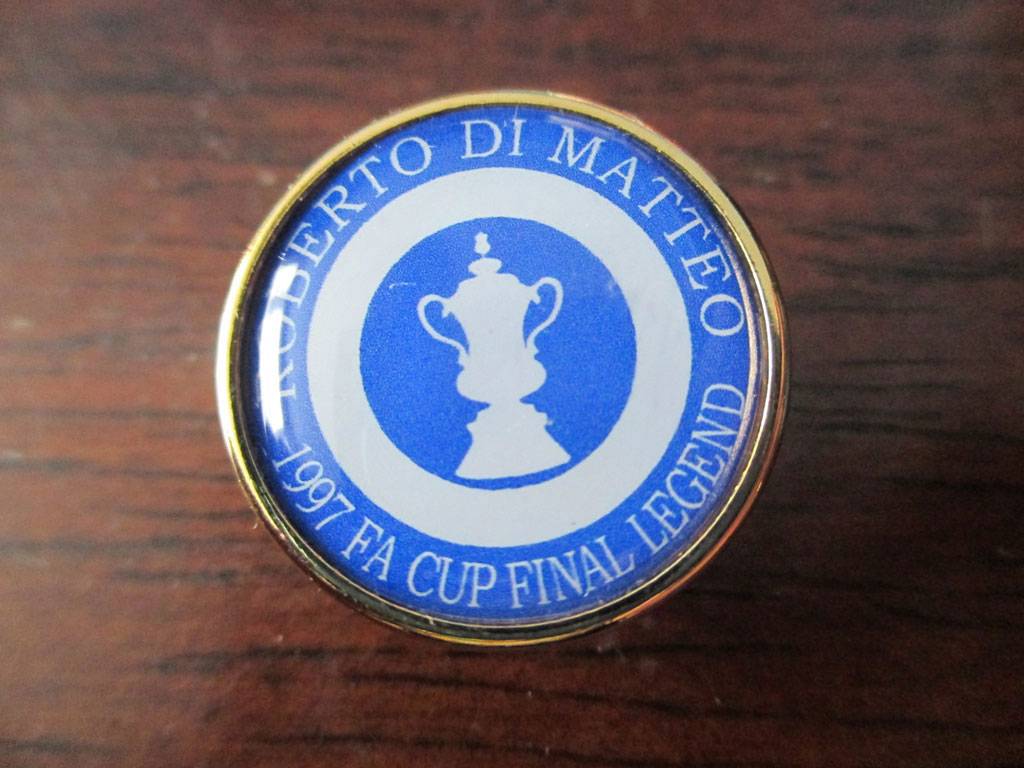 ROBERTO DI MATTEO
1997 FA CUP FINAL LEGEND